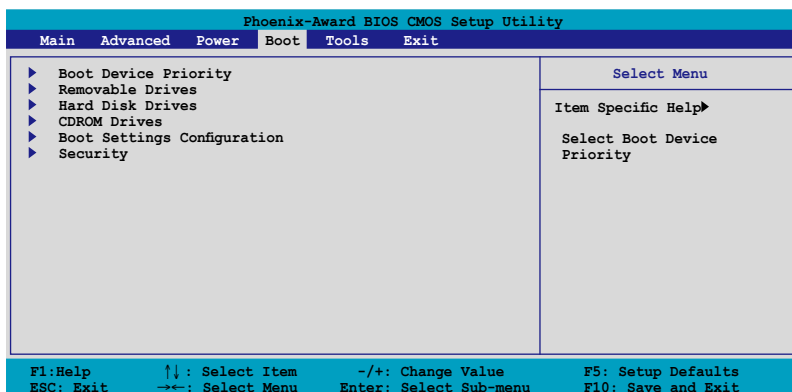 Phoenix-Award BIOS CMOS Setup Utility
Main Advanced Power Boot Tools Exit
Boot Device Priority
Removable Drives
Hard Disk Drives
CDROM Drives
Boot Settings Configuration
Security
Select Menu
Item Specific Help
Select Boot Device
Priority
F1:Help ↑↓ : Select Item -/+: Change Value F5: Setup Defaults
ESC: Exit →←: Select Menu Enter: Select Sub-menu F10: Save and Exit